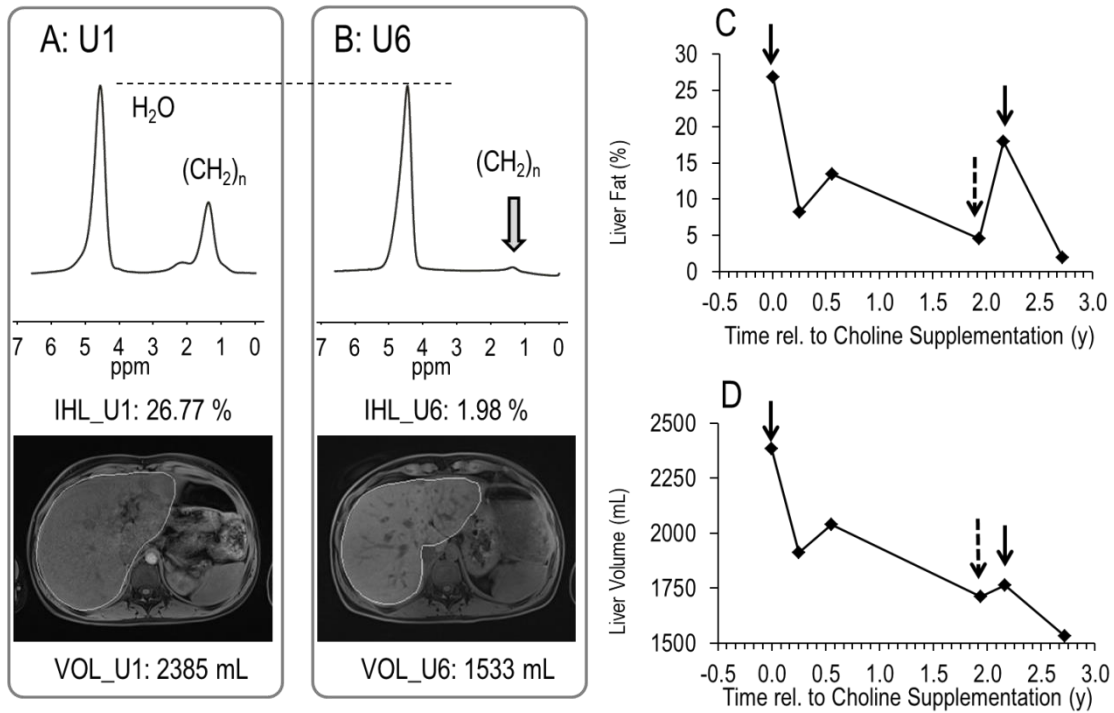 A: U1
H₂O
(CH₂)ₙ
7 6 5 4 3 2 1 0
ppm
IHL_U1: 26.77 %
VOL_U1: 2385 mL
B: U6
(CH₂)ₙ
7 6 5 4 3 2 1 0
ppm
IHL_U6: 1.98 %
VOL_U6: 1533 mL
C
Liver Fat (%)
30
25
20
15
10
5
0
-0.5 0.0 0.5 1.0 1.5 2.0 2.5 3.0
Time rel. to Choline Supplementation (y)
D
Liver Volume (mL)
2500
2250
2000
1750
1500
-0.5 0.0 0.5 1.0 1.5 2.0 2.5 3.0
Time rel. to Choline Supplementation (y)